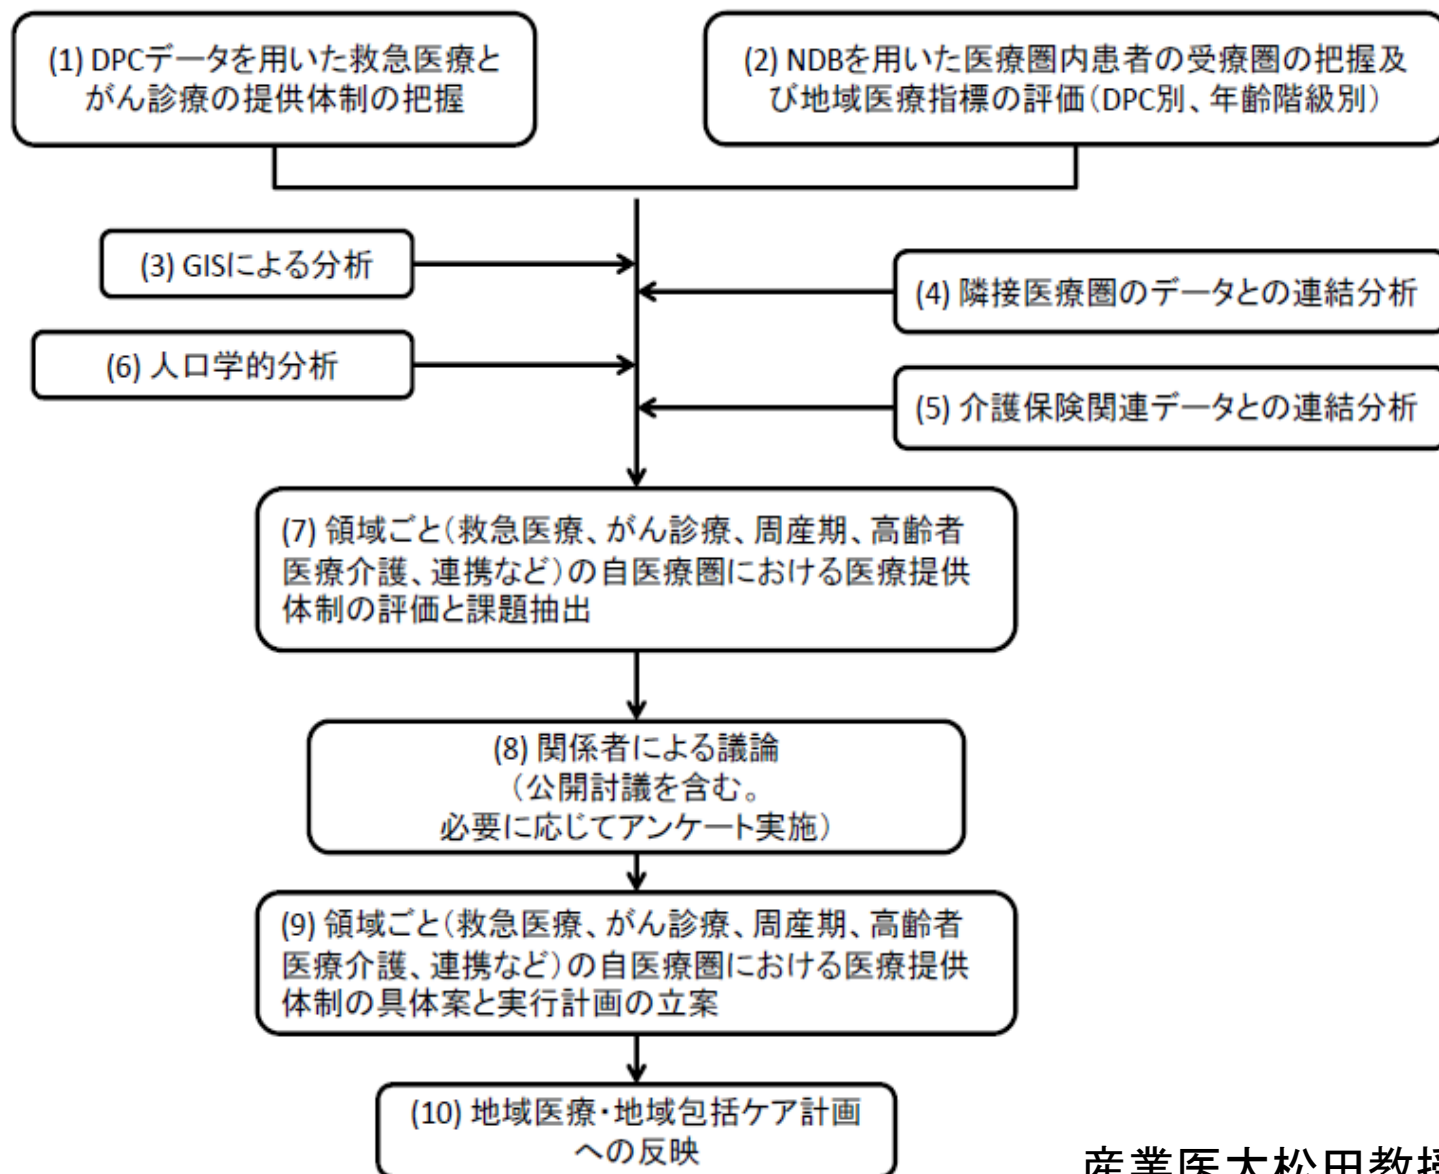 (1) DPCデータを用いた救急医療と
がん診療の提供体制の把握
(2) NDBを用いた医療圏内患者の受療圏の把握及
び地域医療指標の評価(DPC別、年齢階級別)
(3) GISによる分析
(4) 隣接医療圏のデータとの連結分析
(6) 人口学的分析
(5) 介護保険関連データとの連結分析
(7) 領域ごと(救急医療、がん診療、周産期、高齢者
医療介護、連携など)の自医療圏における医療提供
体制の評価と課題抽出
(8) 関係者による議論
(公開討議を含む。
必要に応じてアンケート実施)
(9) 領域ごと(救急医療、がん診療、周産期、高齢者
医療介護、連携など)の自医療圏における医療提供
体制の具体案と実行計画の立案
(10) 地域医療・地域包括ケア計画
への反映
産業医大松田教授